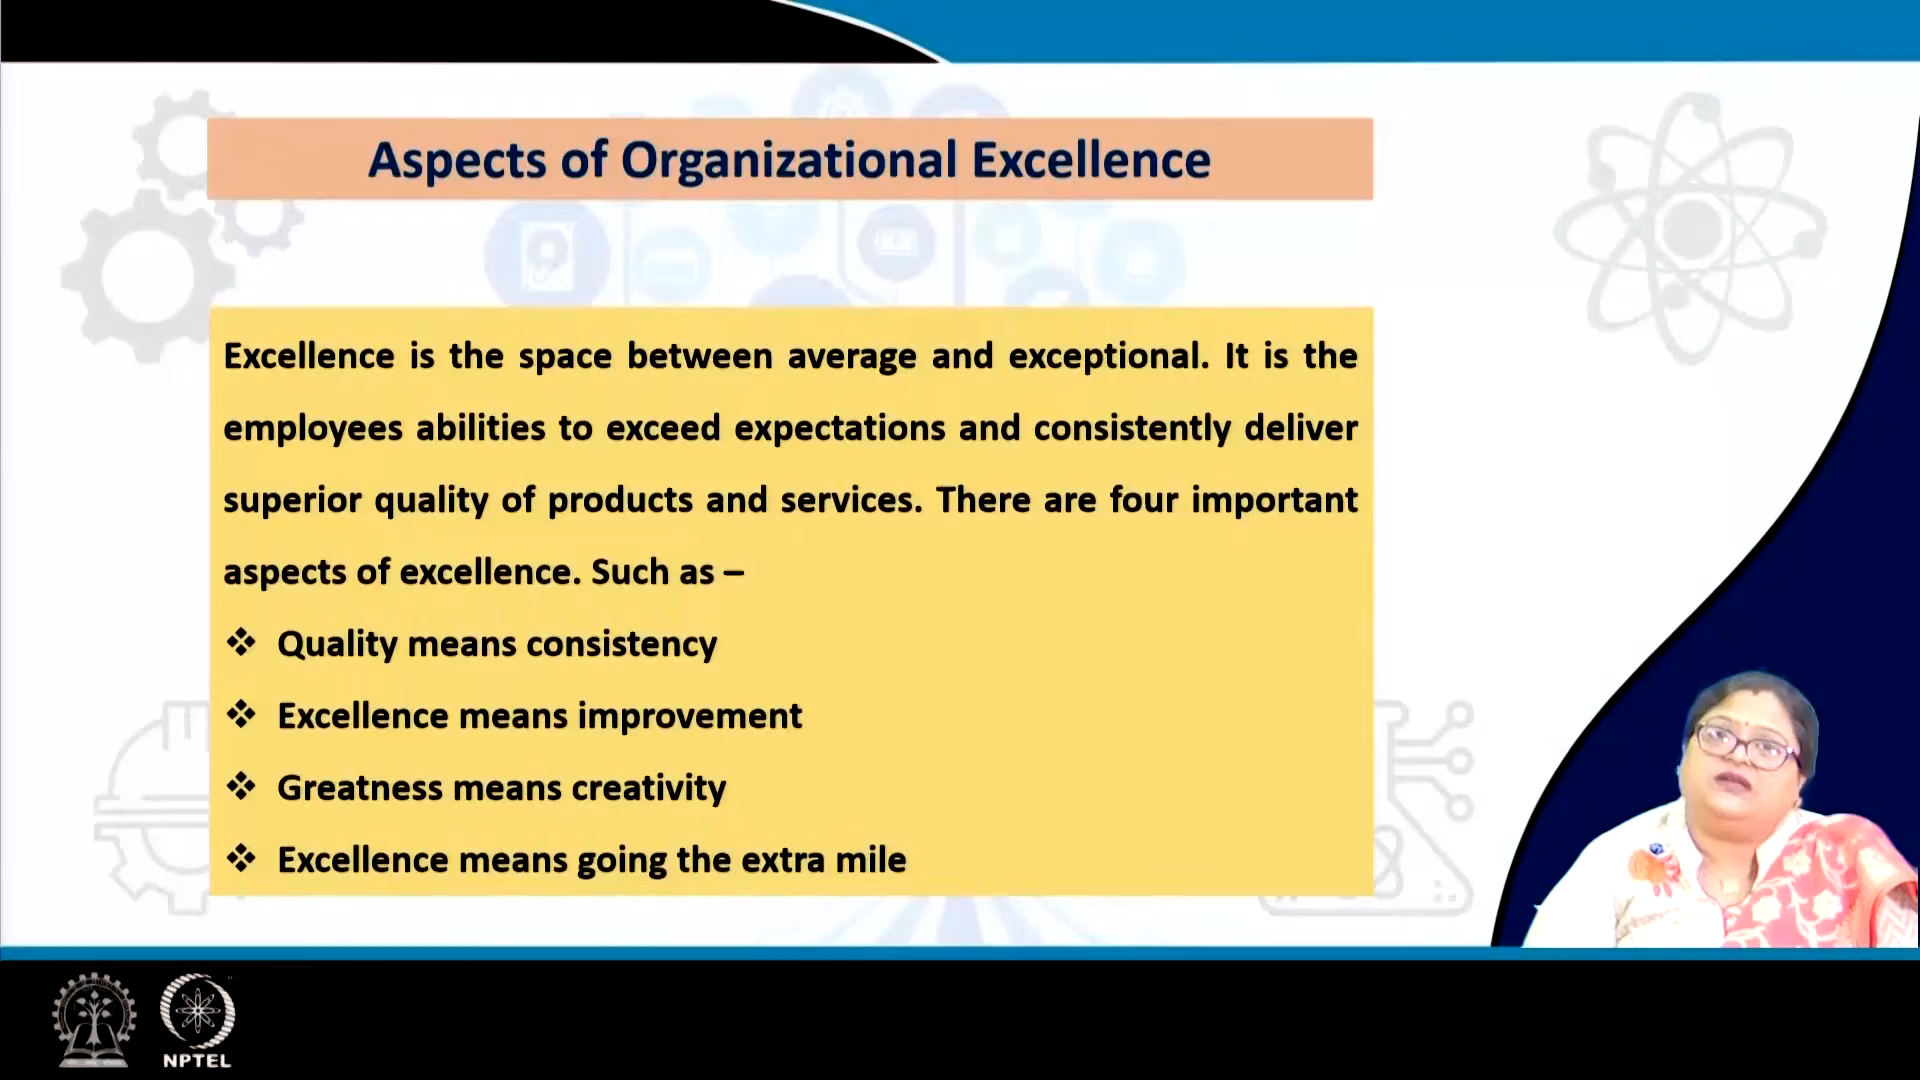 Aspects of Organizational Excellence
Excellence is the space between average and exceptional. It is the
employees abilities to exceed expectations and consistently deliver
superior quality of products and services. There are four important
aspects of excellence. Such as –
❖ Quality means consistency
❖ Excellence means improvement
❖ Greatness means creativity
❖ Excellence means going the extra mile
NPTEL